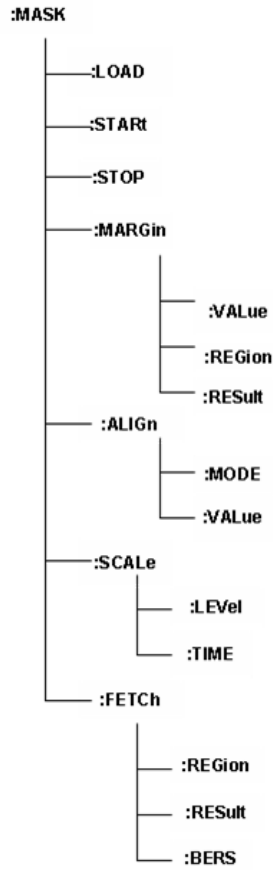 :MASK
:LOAD
:STARt
:STOP
:MARGin
:VALue
:REGion
:RESult
:ALIGn
:MODE
:VALue
:SCALe
:LEVel
:TIME
:FETCh
:REGion
:RESult
:BERS